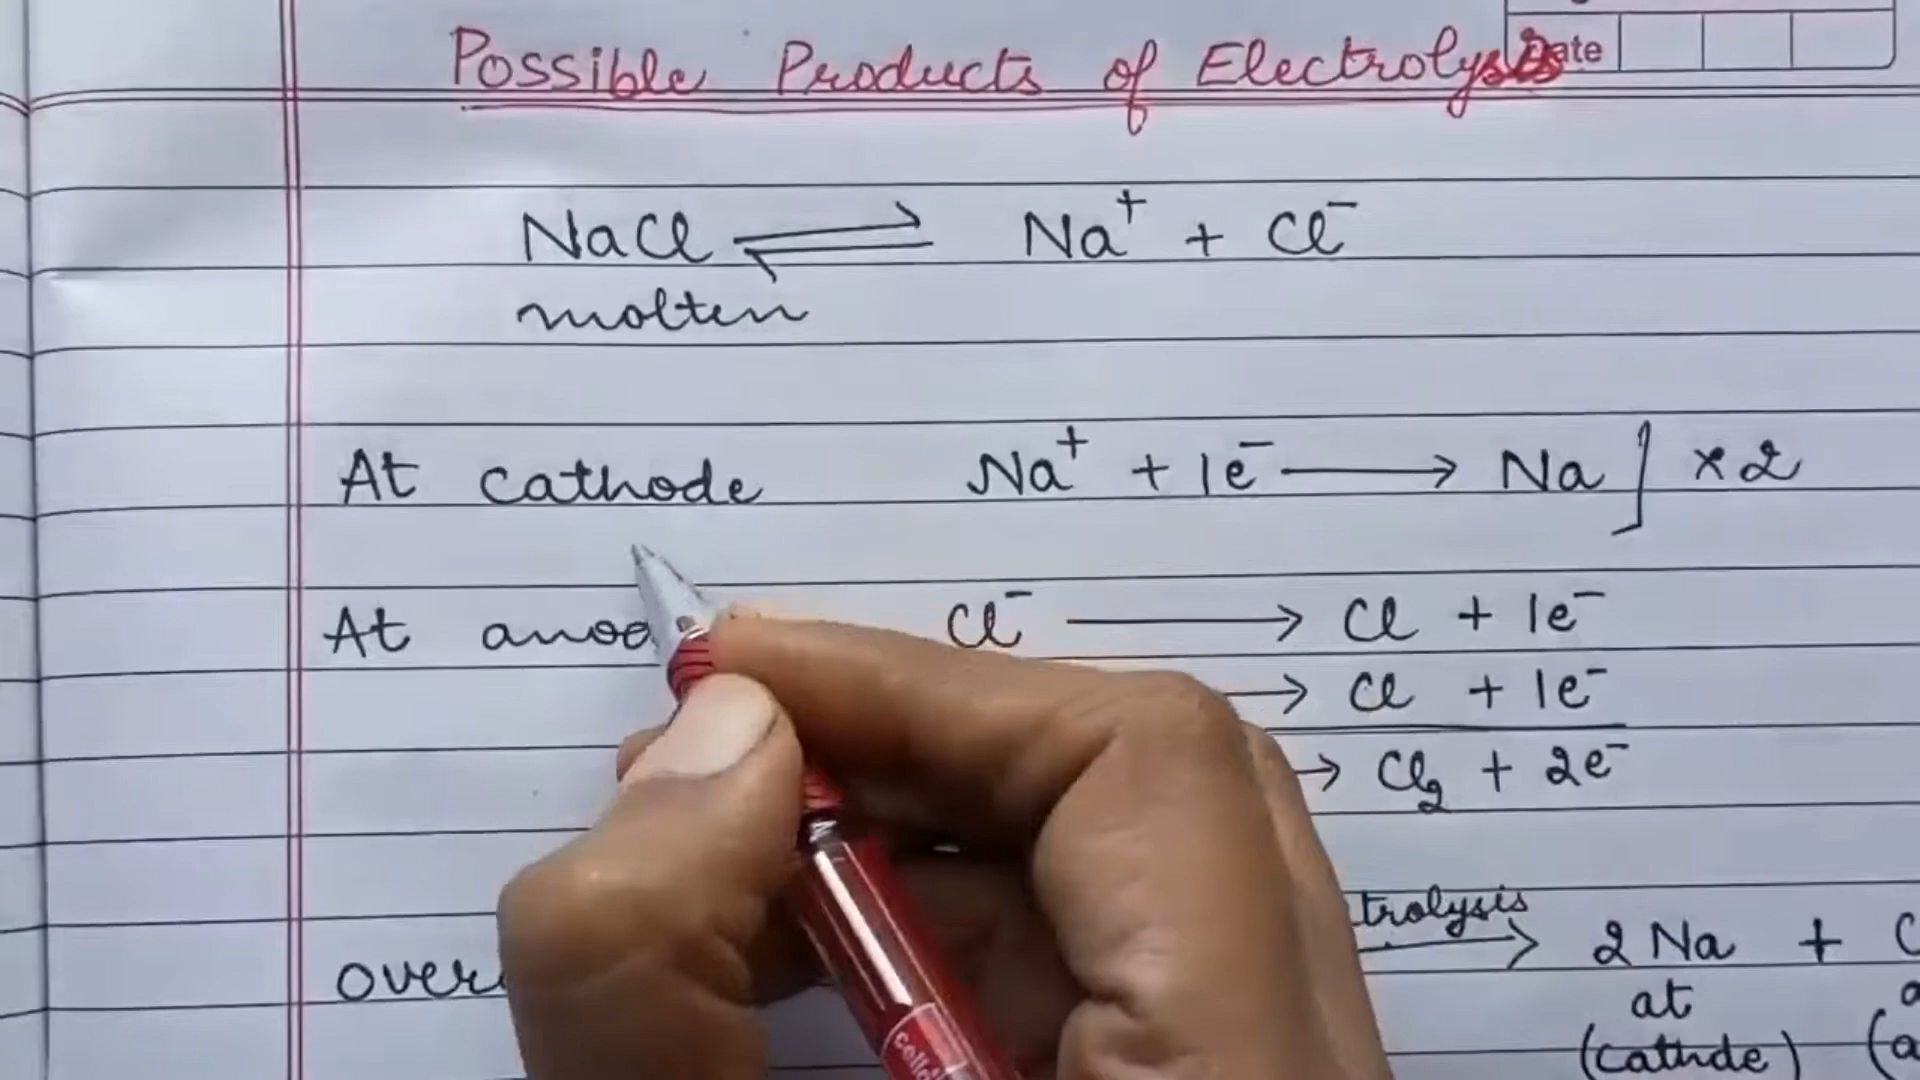 Possible Products of Electrolysis
Date
NaCl ⇌ Na⁺ + Cl⁻
molten
At cathode Na⁺ + 1e⁻ ⟶ Na] × 2
At Cl⁻ ⟶ Cl + 1e⁻
→ Cl + 1e⁻
→ Cl₂ + 2e⁻
trolysis
→ 2Na + C
at
(cathde) (a
cello